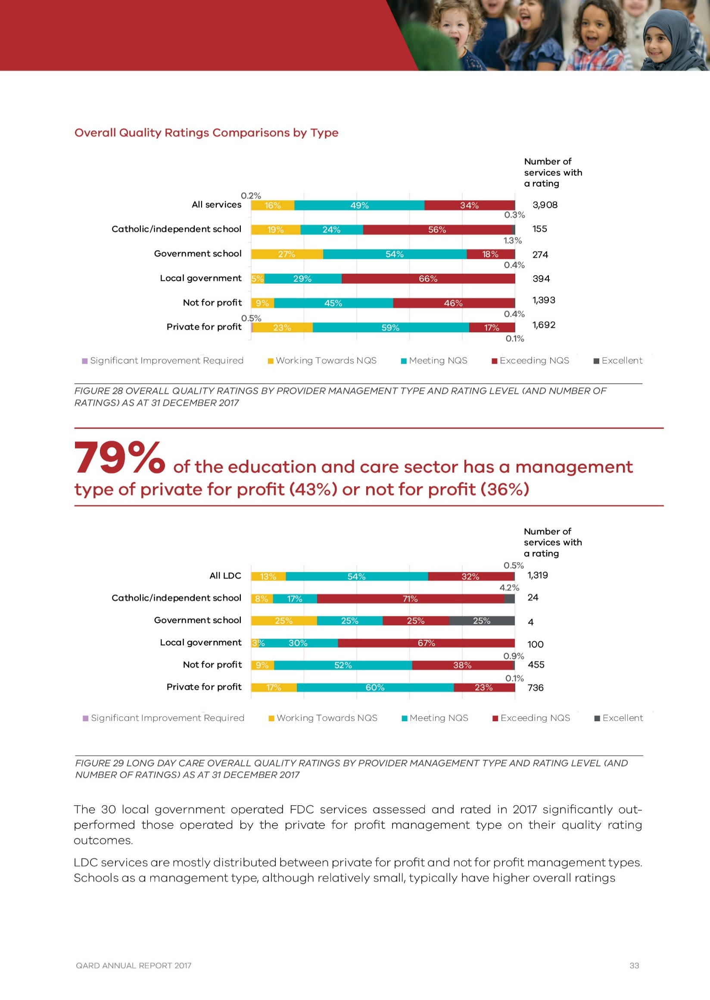 Overall Quality Ratings Comparisons by Type
Number of
services with
a rating
0.2%
All services 16% 49% 34% 3,908
0.3%
Catholic/independent school 19% 24% 56% 155
1.3%
Government school 27% 54% 18% 274
0.4%
Local government 5% 29% 66% 394
Not for profit 9% 45% 46% 1,393
0.4%
0.5%
Private for profit 23% 59% 17% 1,692
0.1%
Significant Improvement Required Working Towards NQS Meeting NQS Exceeding NQS Excellent
FIGURE 28 OVERALL QUALITY RATINGS BY PROVIDER MANAGEMENT TYPE AND RATING LEVEL (AND NUMBER OF
RATINGS) AS AT 31 DECEMBER 2017
79% of the education and care sector has a management
type of private for profit (43%) or not for profit (36%)
Number of
services with
a rating
0.5%
All LDC 13% 54% 32% 1,319
4.2%
Catholic/independent school 8% 17% 71% 24
Government school 25% 25% 25% 25% 4
Local government 3% 30% 67% 100
0.9%
Not for profit 9% 52% 38% 455
0.1%
Private for profit 17% 60% 23% 736
Significant Improvement Required Working Towards NQS Meeting NQS Exceeding NQS Excellent
FIGURE 29 LONG DAY CARE OVERALL QUALITY RATINGS BY PROVIDER MANAGEMENT TYPE AND RATING LEVEL (AND
NUMBER OF RATINGS) AS AT 31 DECEMBER 2017
The 30 local government operated FDC services assessed and rated in 2017 significantly out-
performed those operated by the private for profit management type on their quality rating
outcomes.
LDC services are mostly distributed between private for profit and not for profit management types.
Schools as a management type, although relatively small, typically have higher overall ratings
QARD ANNUAL REPORT 2017 33